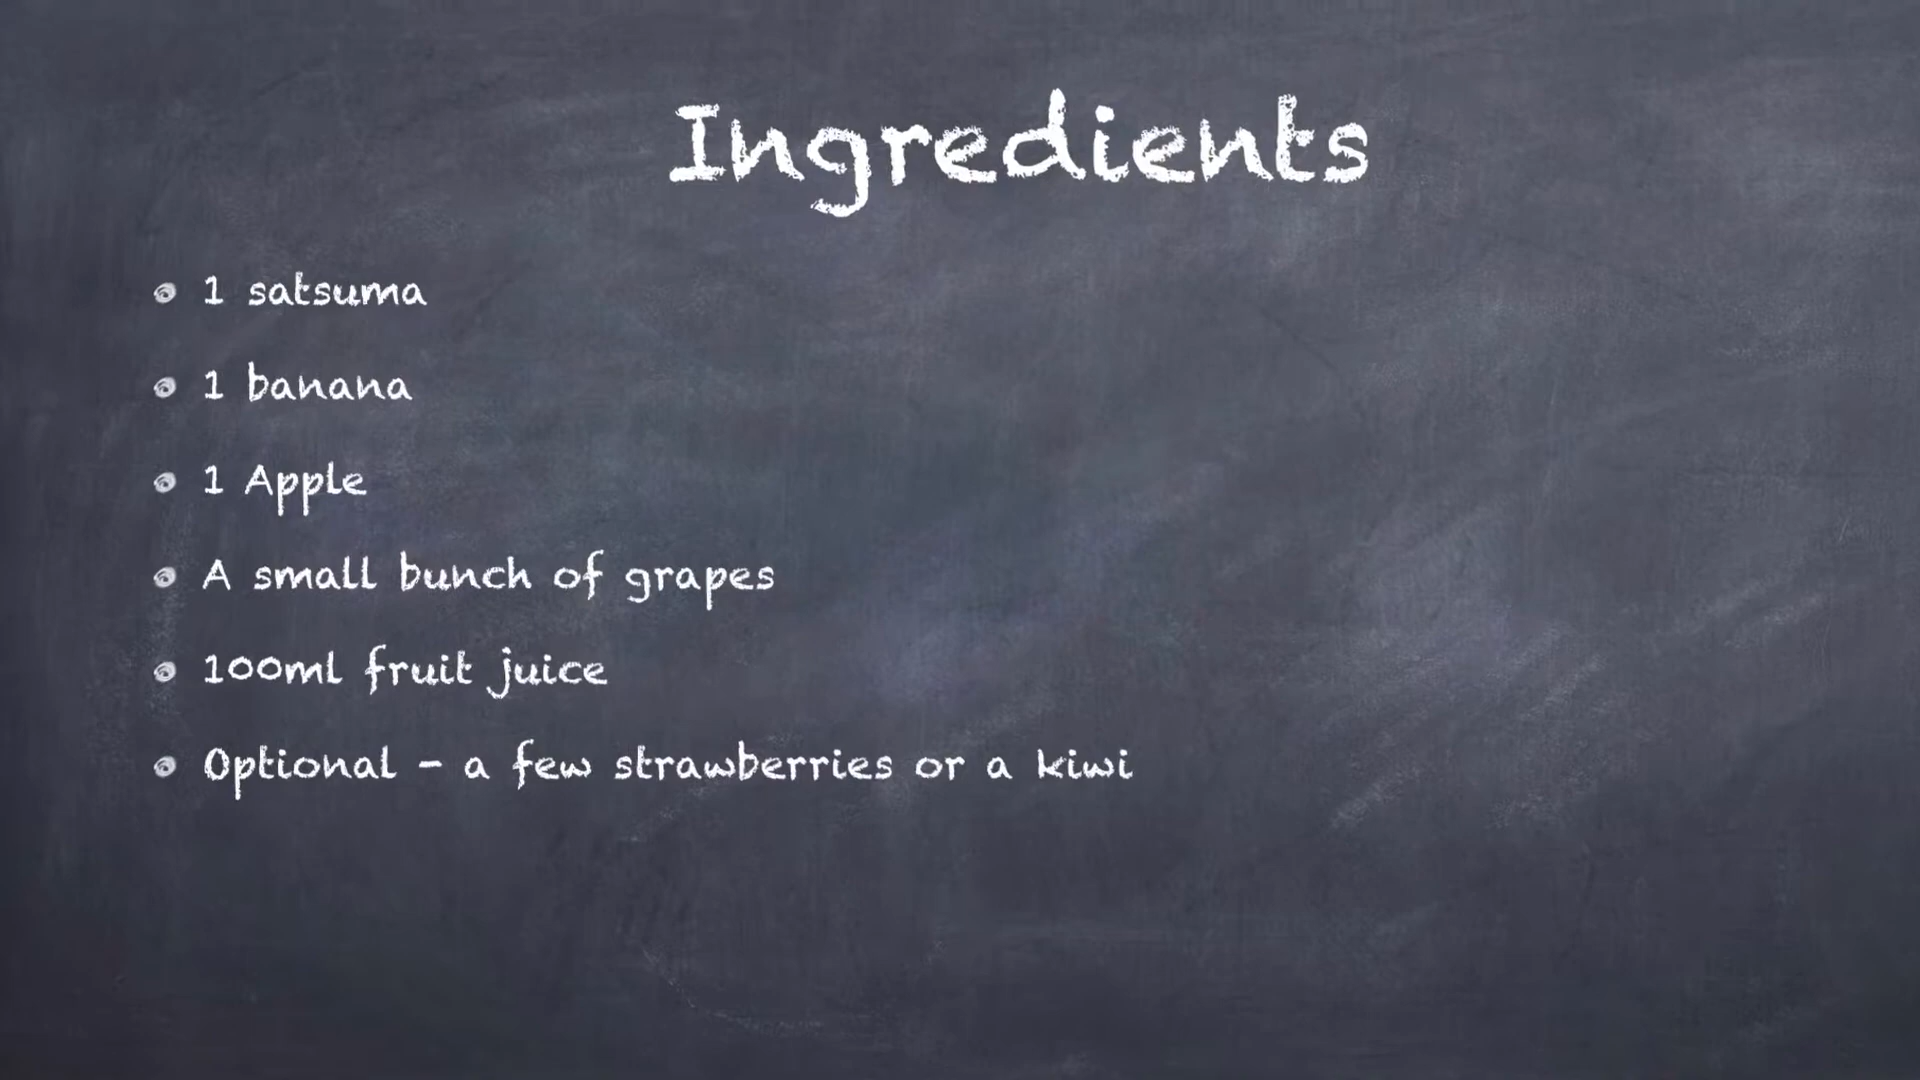 Ingredients
1 satsuma
1 banana
1 Apple
A small bunch of grapes
100ml fruit juice
Optional - a few strawberries or a kiwi